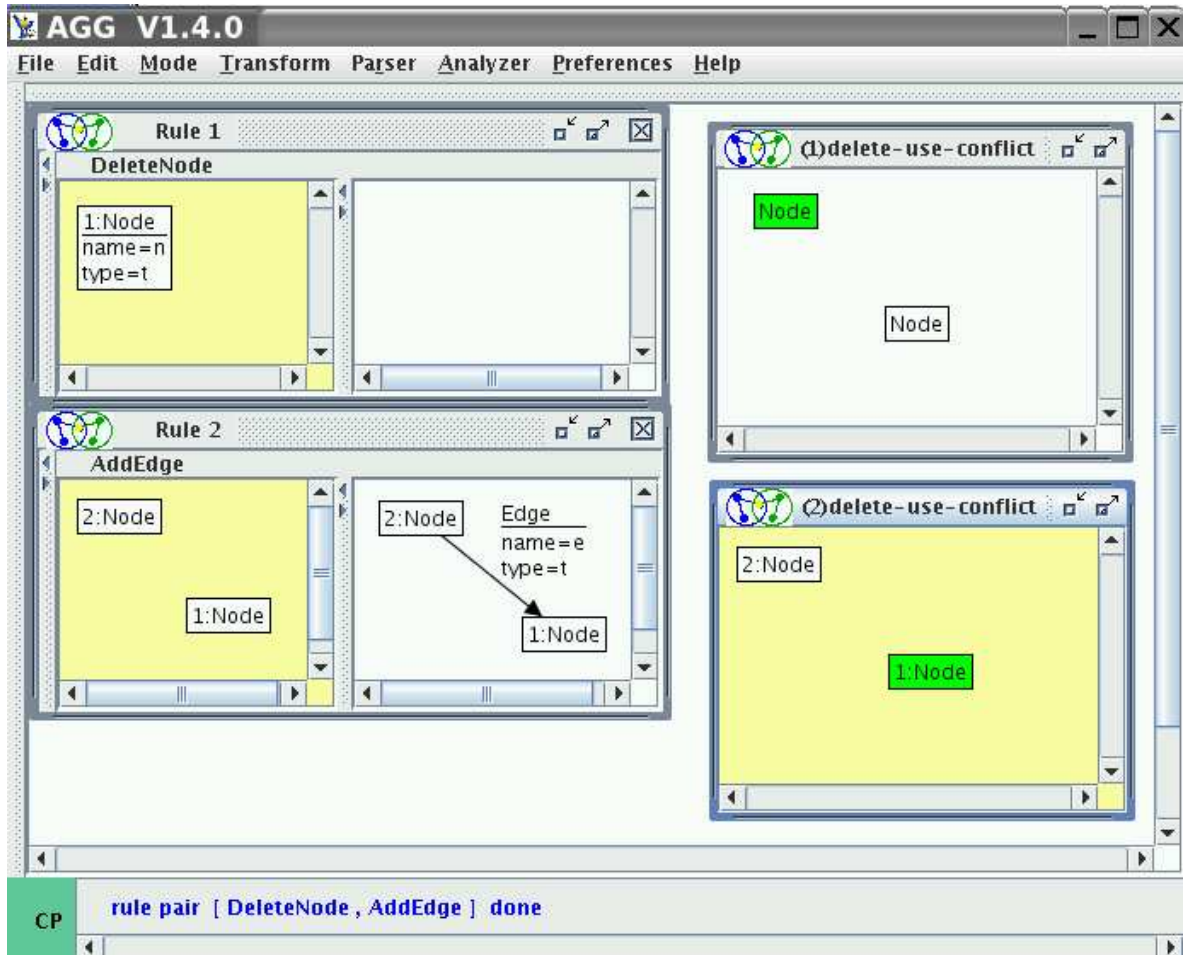 AGG V1.4.0
File Edit Mode Transform Parser Analyzer Preferences Help
Rule 1
DeleteNode
1:Node
name=n
type=t
Rule 2
AddEdge
2:Node
1:Node
2:Node
Edge
name=e
type=t
1:Node
(1)delete-use-conflict
Node
Node
(2)delete-use-conflict
2:Node
1:Node
CP
rule pair [ DeleteNode , AddEdge ] done